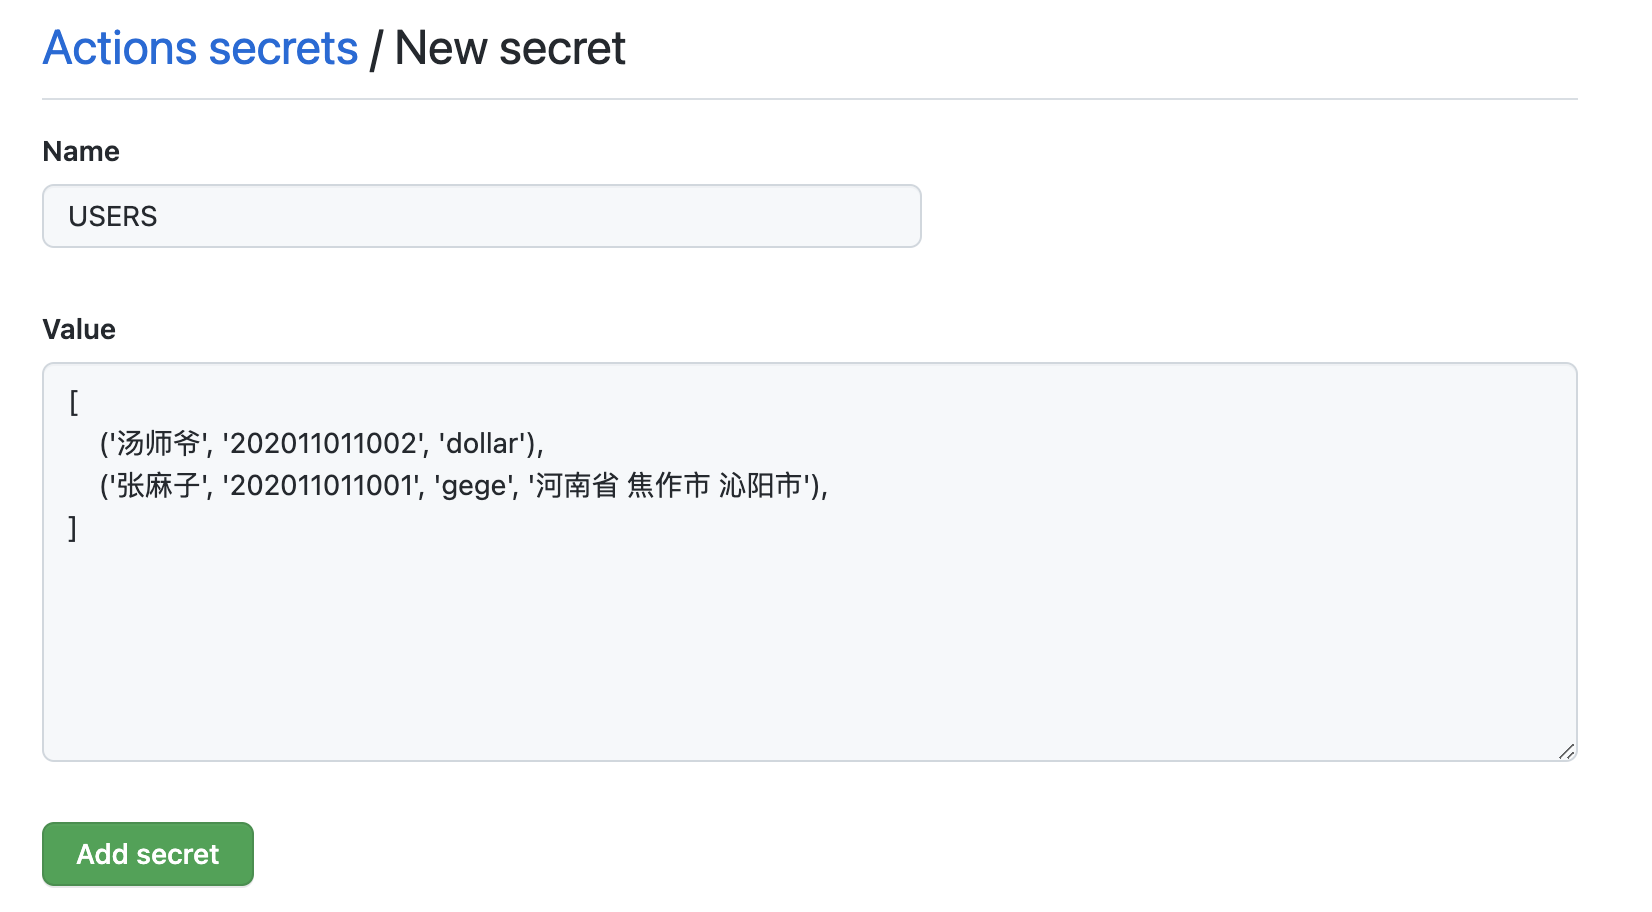 Actions secrets / New secret
Name
USERS
Value
[
('汤师爷', '202011011002', 'dollar'),
('张麻子', '202011011001', 'gege', '河南省 焦作市 沁阳市'),
]
Add secret